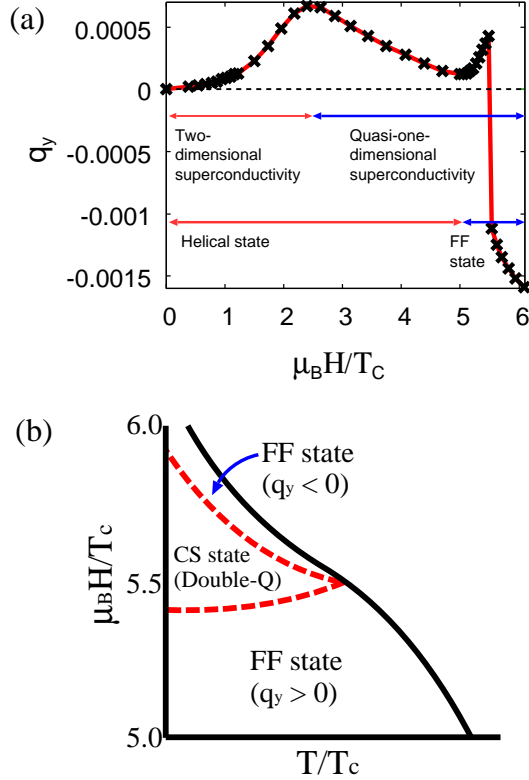 (a)
0.0005
0
-0.0005
-0.001
-0.0015
q_y
Two-
dimensional
superconductivity
Quasi-one-
dimensional
superconductivity
Helical state
FF
state
0 1 2 3 4 5 6
μ_BH/T_C
(b)
6.0
5.5
5.0
μ_BH/T_c
FF state
(q_y < 0)
CS state
(Double-Q)
FF state
(q_y > 0)
T/T_c